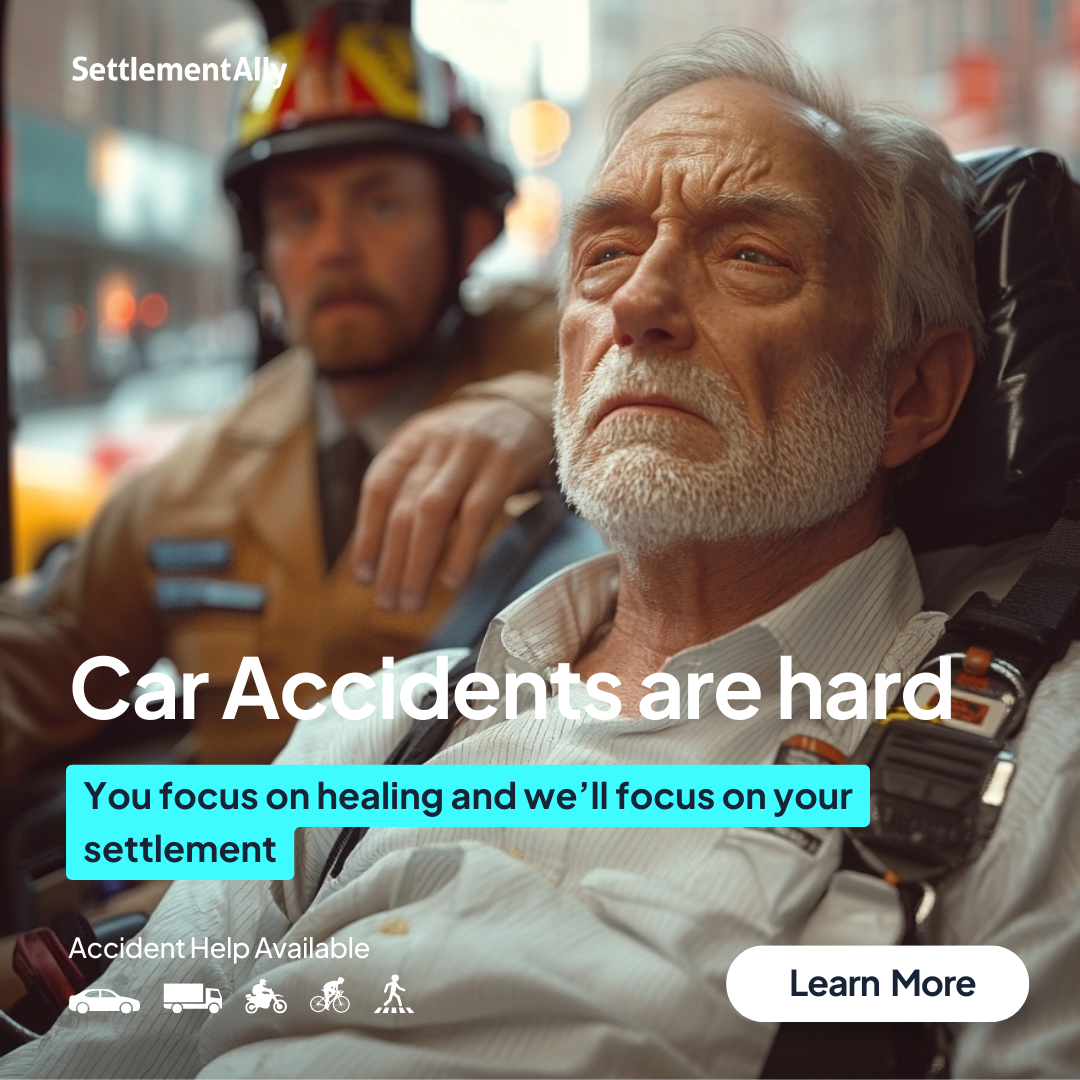 SettlementAlly
Car Accidents are hard
You focus on healing and we’ll focus on your
settlement
Accident Help Available
Learn More